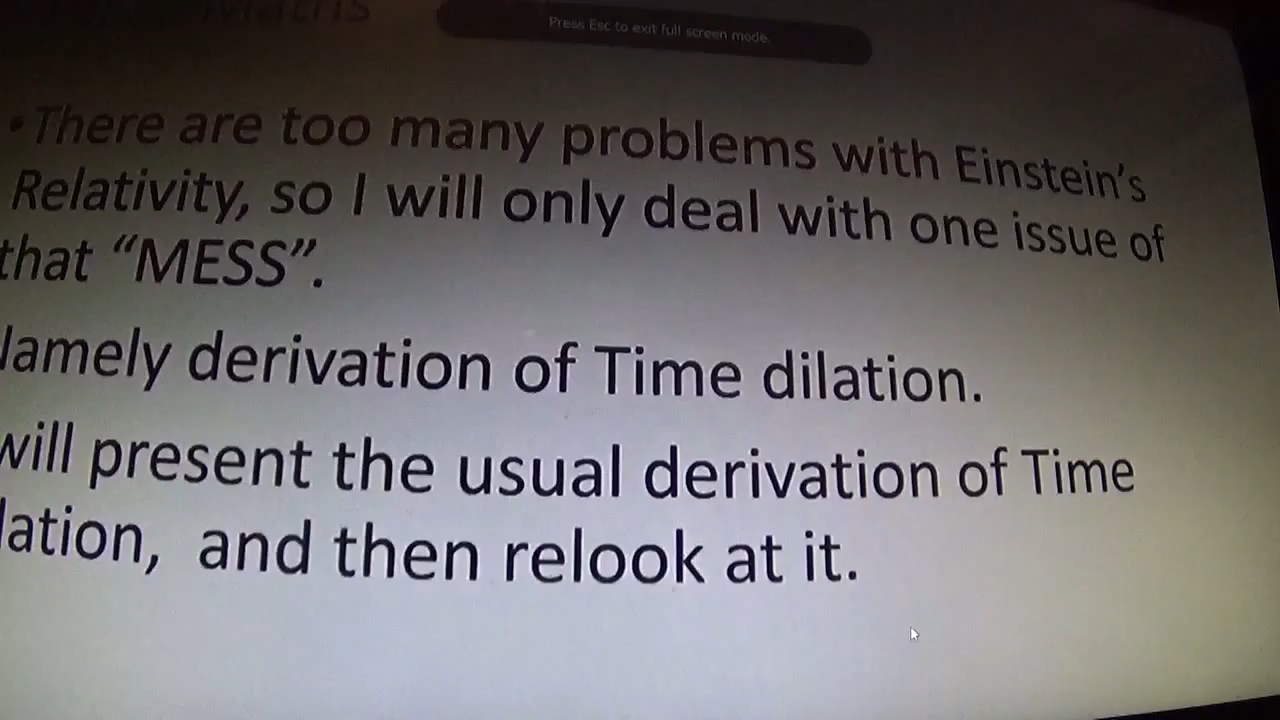 Maths
Press Esc to exit full screen mode.
•There are too many problems with Einstein's
Relativity, so I will only deal with one issue of
that “MESS”.
lamely derivation of Time dilation.
will present the usual derivation of Time
lation, and then relook at it.